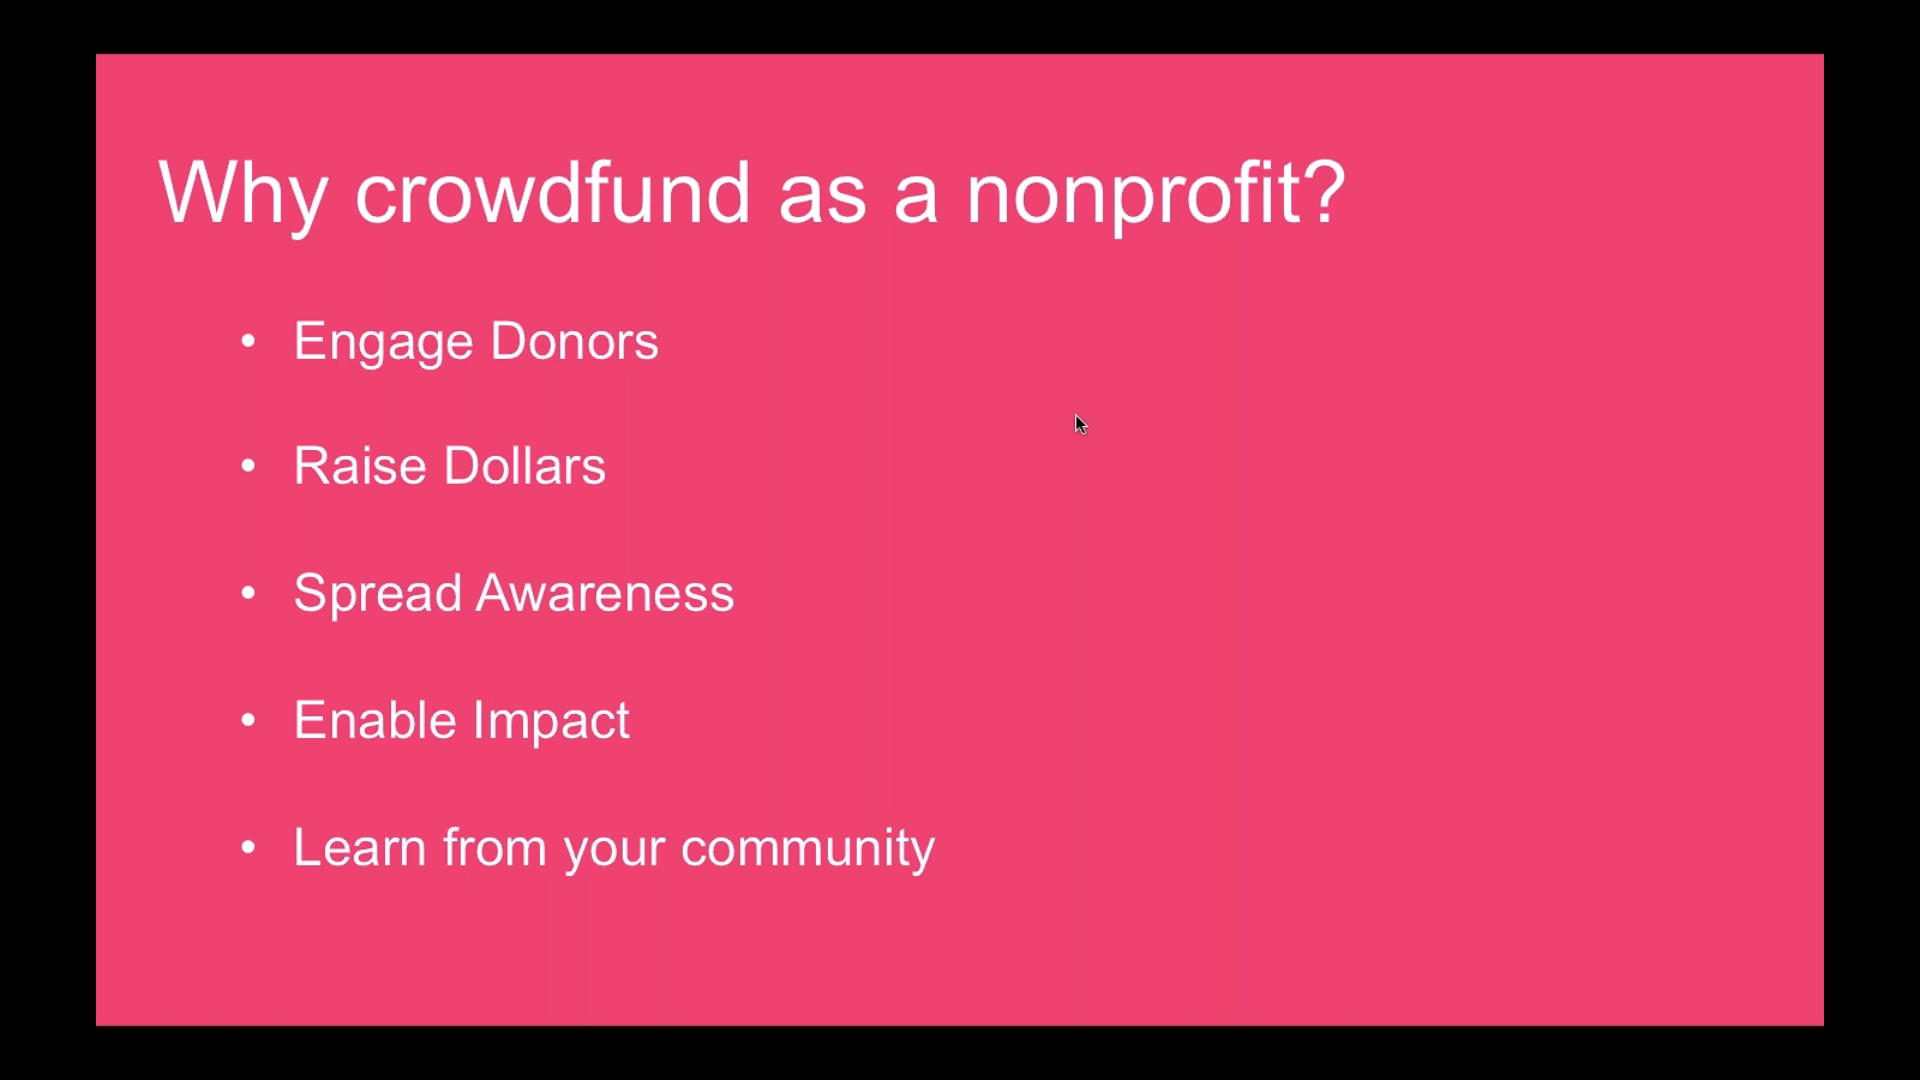 Why crowdfund as a nonprofit?
• Engage Donors
• Raise Dollars
• Spread Awareness
• Enable Impact
• Learn from your community